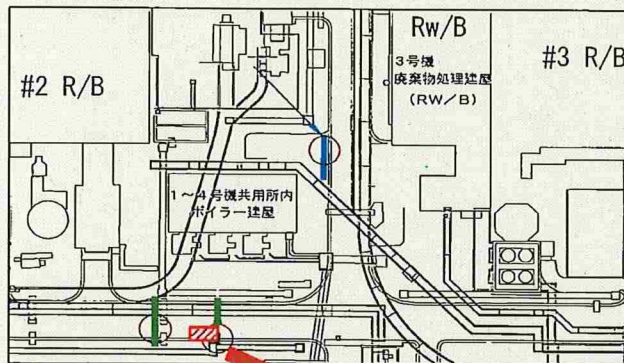 #2 R/B
Rw/B
3号機
廃棄物処理建屋
(RW/B)
#3 R/B
1~4号機共用所内
ボイラー建屋